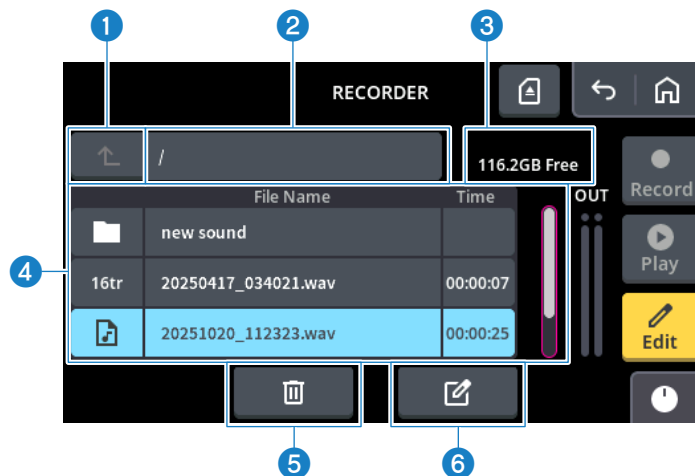 1 2 3
RECORDER
/
116.2GB Free
Record
File Name Time OUT
new sound
4
Play
16tr 20250417_034021.wav 00:00:07
20251020_112323.wav 00:00:25
Edit
5 6